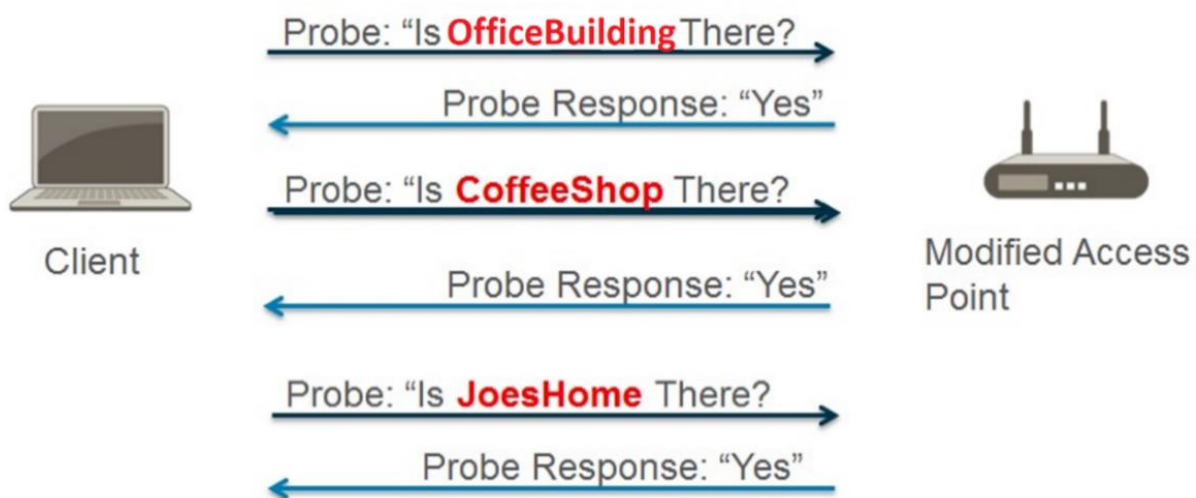 Probe: “Is OfficeBuilding There?
Probe Response: “Yes”
Probe: “Is CoffeeShop There?
Client
Modified Access
Point
Probe Response: “Yes”
Probe: “Is JoesHome There?
Probe Response: “Yes”